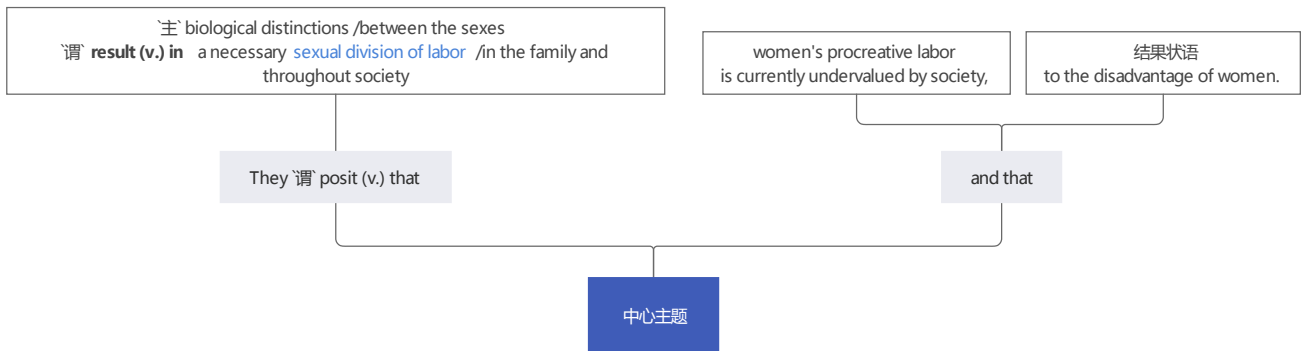 `主` biological distinctions /between the sexes
`谓` result (v.) in a necessary sexual division of labor /in the family and
throughout society
women's procreative labor
is currently undervalued by society,
结果状语
to the disadvantage of women.
They `谓` posit (v.) that
and that
中心主题